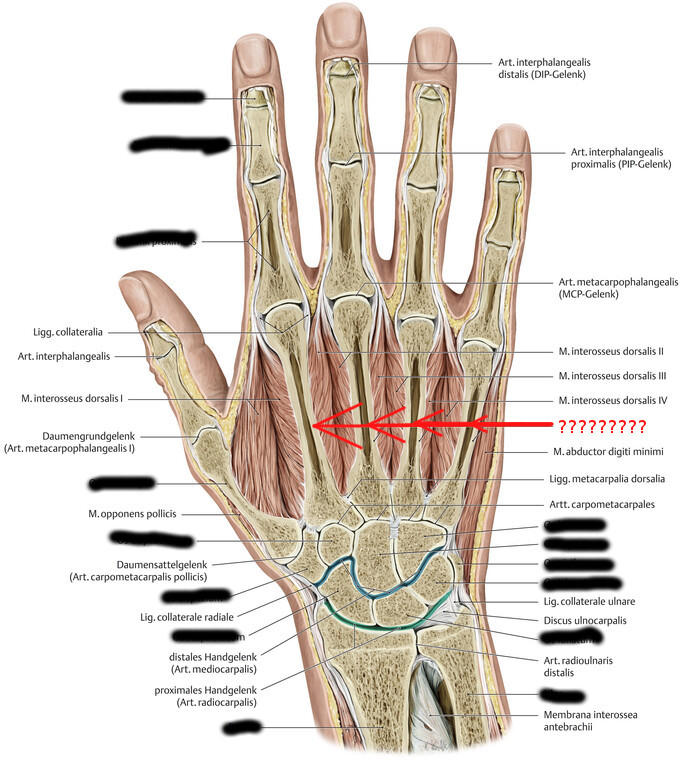 Art. interphalangealis
distalis (DIP-Gelenk)
Art. interphalangealis
proximalis (PIP-Gelenk)
Art. metacarpophalangealis
(MCP-Gelenk)
Ligg. collateralia
Art. interphalangealis
M. interosseus dorsalis II
M. interosseus dorsalis III
M. interosseus dorsalis I
M. interosseus dorsalis IV
?????????
Daumengrundgelenk
(Art. metacarpophalangealis I)
M. abductor digiti minimi
Ligg. metacarpalia dorsalia
M. opponens pollicis
Artt. carpometacarpales
Daumensattelgelenk
(Art. carpometacarpalis pollicis)
Lig. collaterale radiale
Lig. collaterale ulnare
Discus ulnocarpalis
distales Handgelenk
(Art. mediocarpalis)
Art. radioulnaris
distalis
proximales Handgelenk
(Art. radiocarpalis)
Membrana interossea
antebrachii